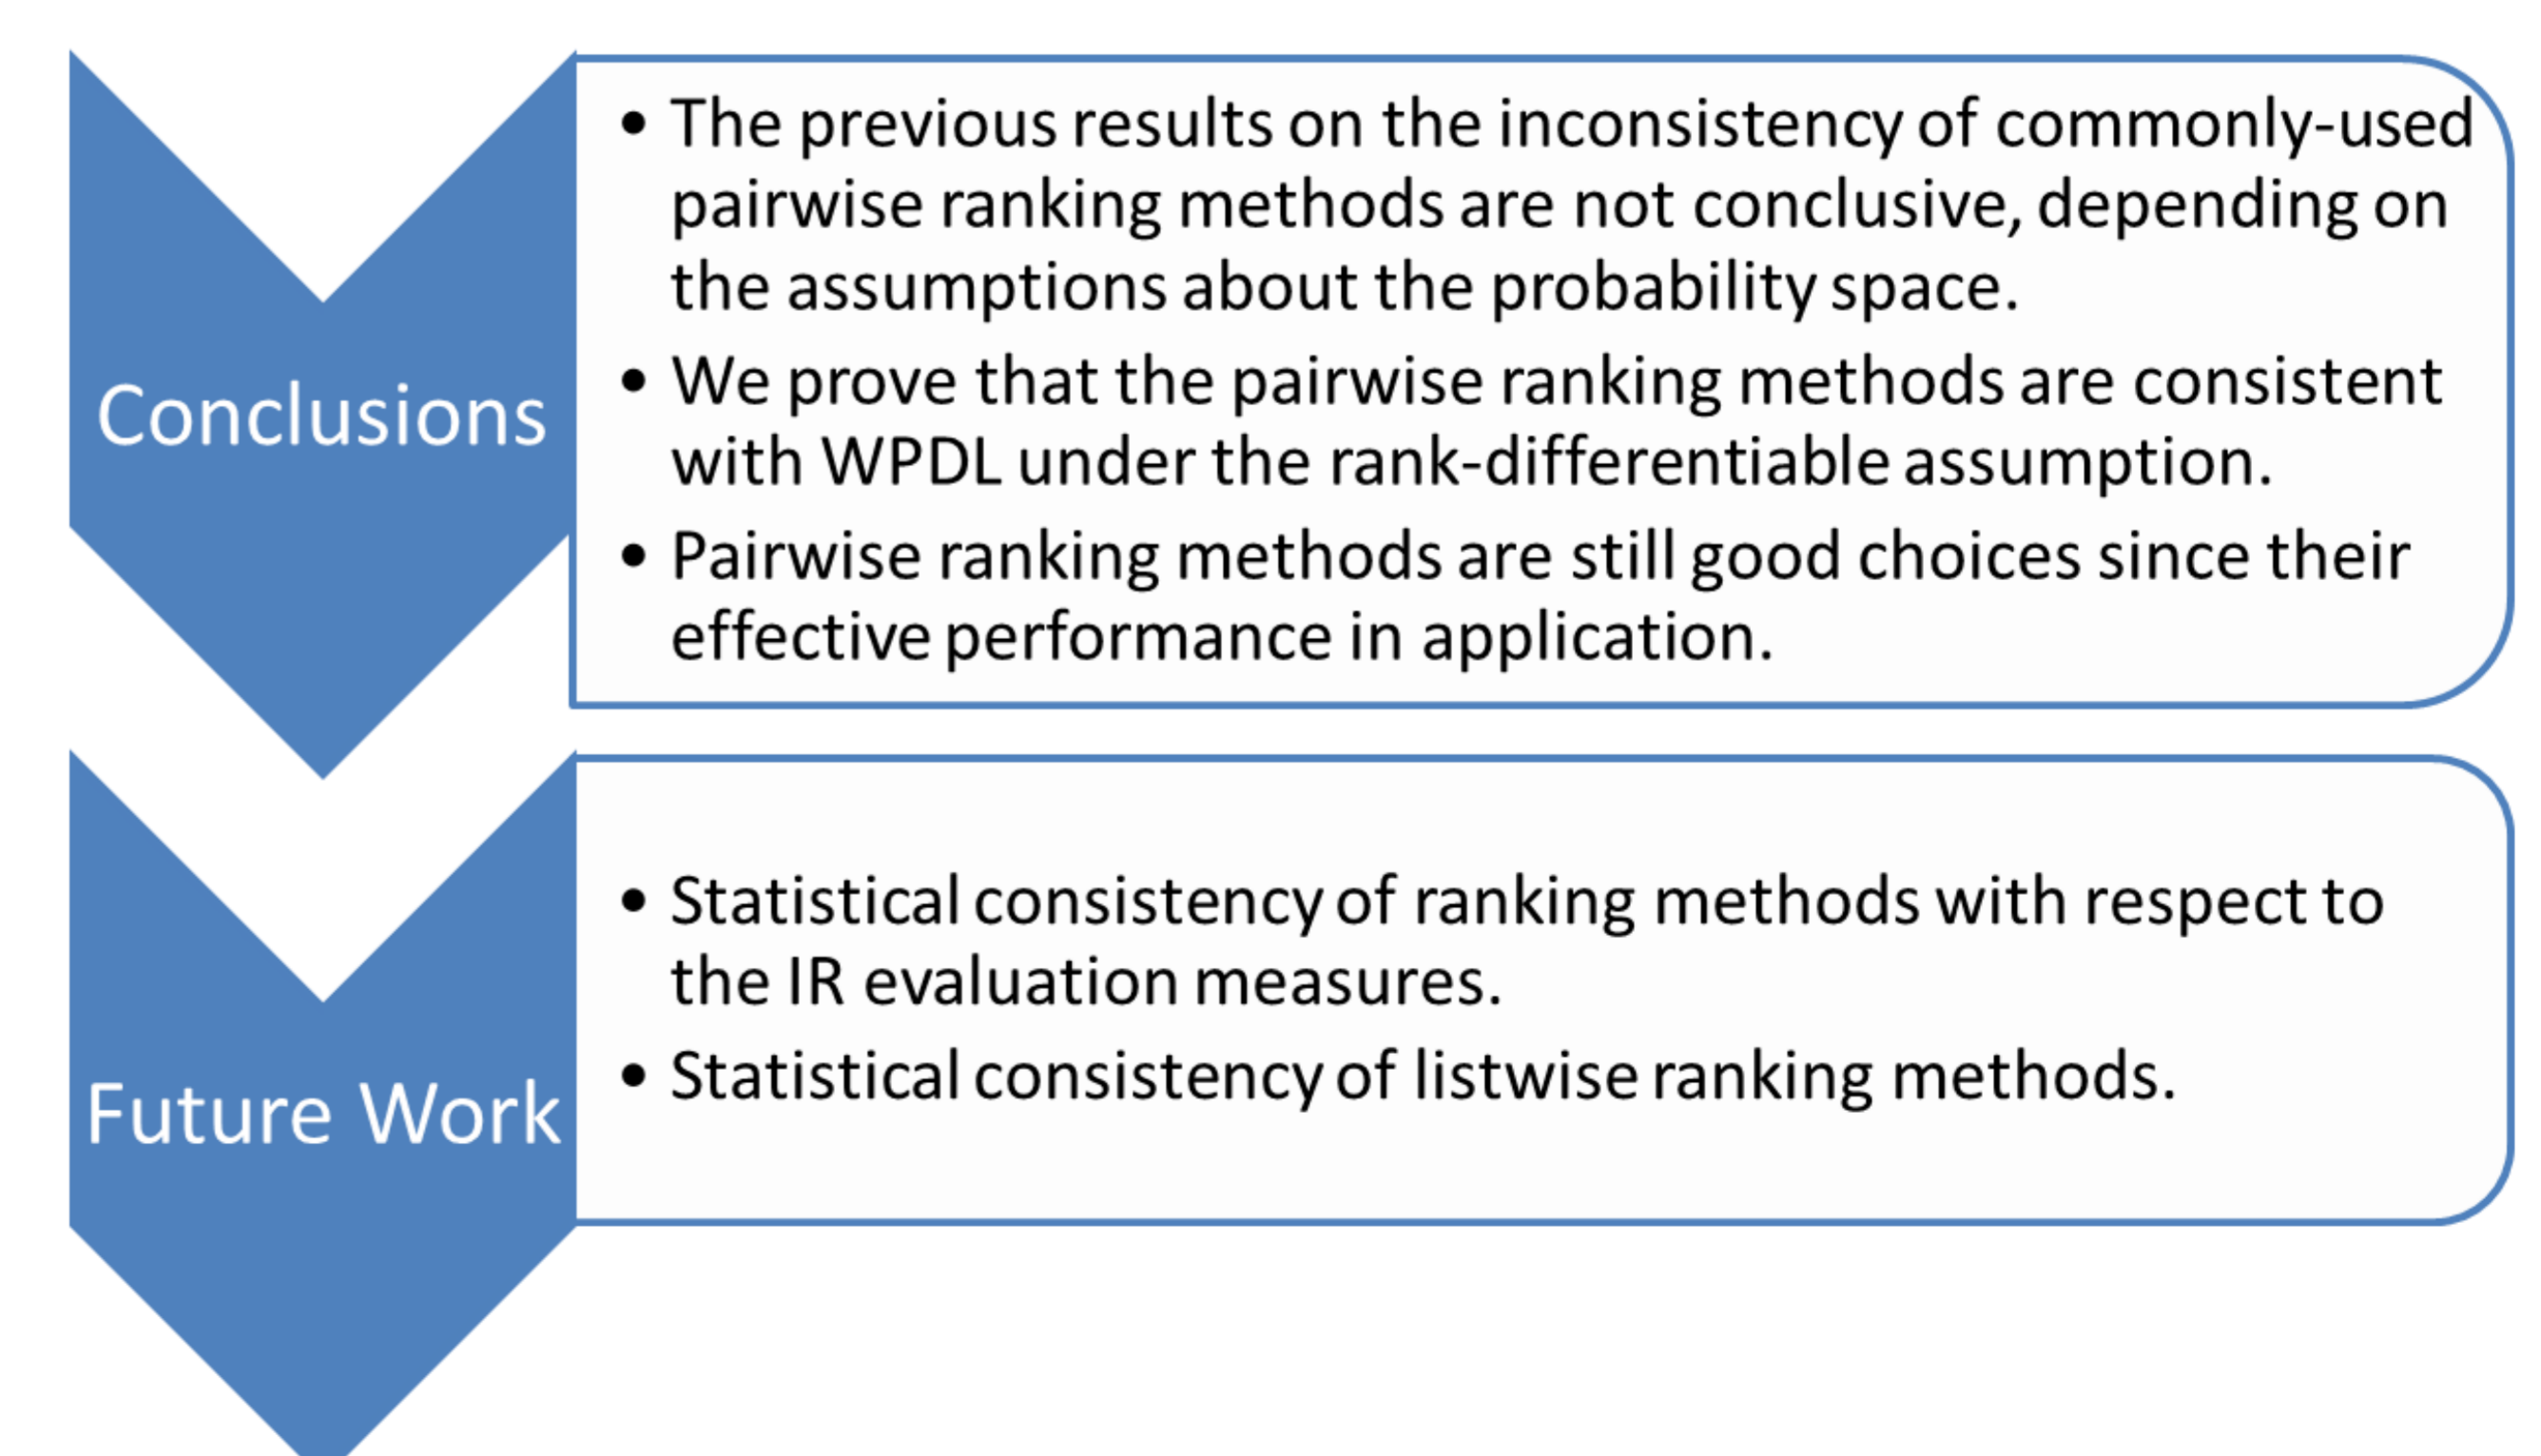 Conclusions
• The previous results on the inconsistency of commonly-used
pairwise ranking methods are not conclusive, depending on
the assumptions about the probability space.
• We prove that the pairwise ranking methods are consistent
with WPDL under the rank-differentiable assumption.
• Pairwise ranking methods are still good choices since their
effective performance in application.
Future Work
• Statistical consistency of ranking methods with respect to
the IR evaluation measures.
• Statistical consistency of listwise ranking methods.